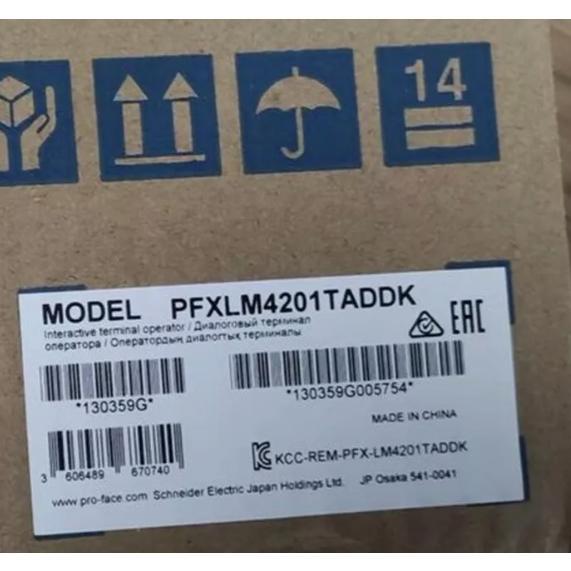 14
MODEL PFXLM4201TADDK
Interactive terminal operator / Диалоговый терминал
оператора / Оператордың диалогтық терминалы
EAC
*130359G*
*130359G005754*
MADE IN CHINA
3 606489 670740
KCC-REM-PFX-LM4201TADDK
www.pro-face.com Schneider Electric Japan Holdings Ltd. JP Osaka 541-0041